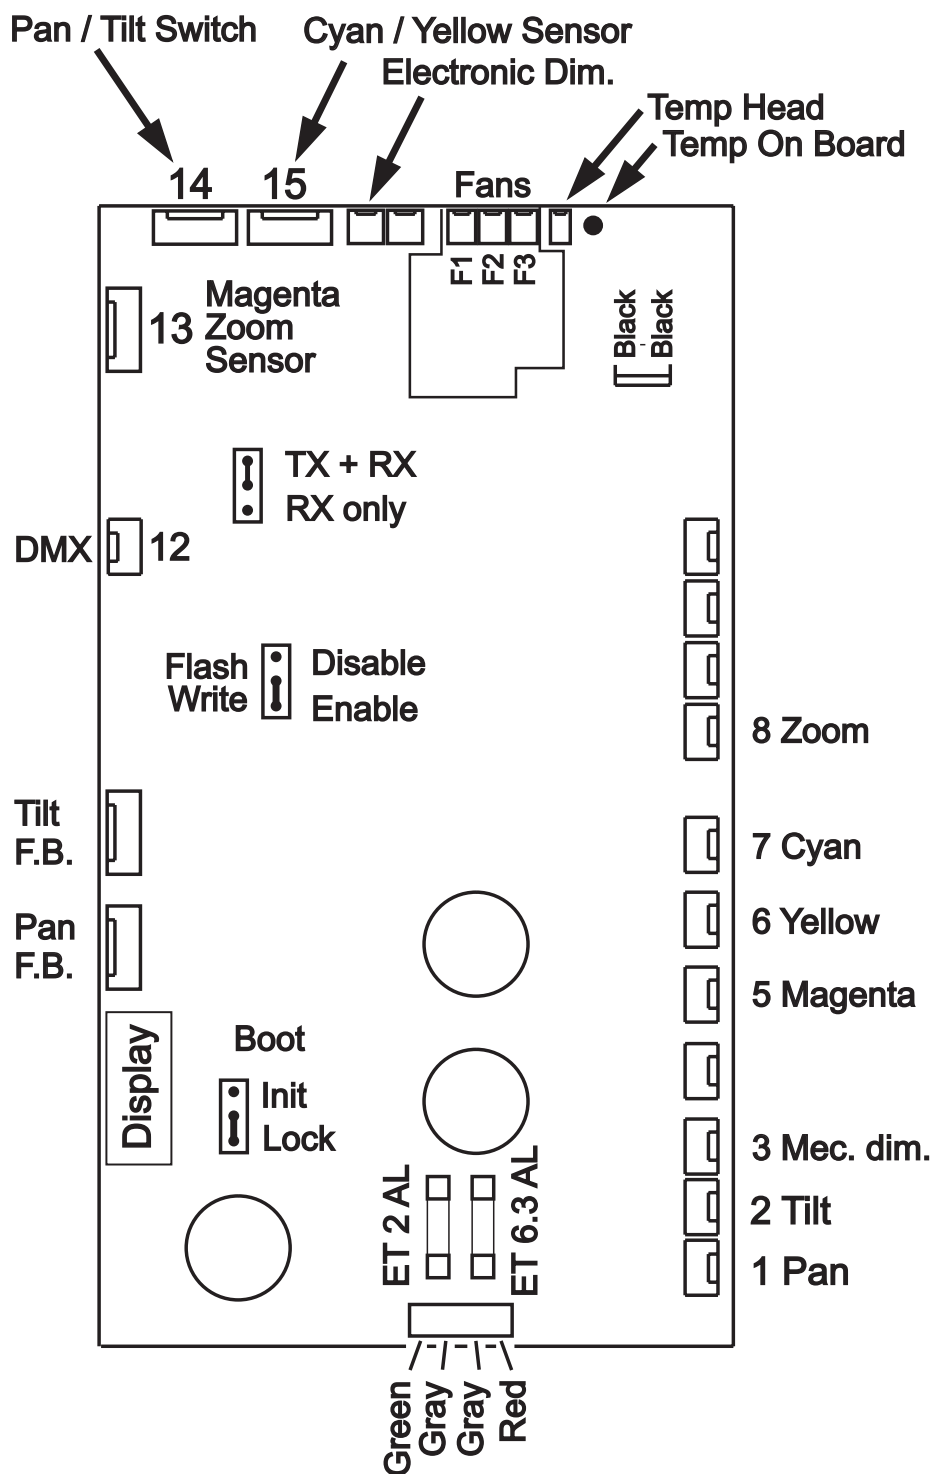 Pan / Tilt Switch
Cyan / Yellow Sensor
Electronic Dim.
Temp Head
Temp On Board
14
15
Fans
F1
F2
F3
Black
Black
13
Magenta
Zoom
Sensor
TX + RX
RX only
DMX
12
Flash
Write
Disable
Enable
8 Zoom
Tilt
F.B.
7 Cyan
Pan
F.B.
6 Yellow
5 Magenta
Display
Boot
Init
Lock
3 Mec. dim.
ET 2 AL
ET 6.3 AL
2 Tilt
1 Pan
Green
Gray
Gray
Red